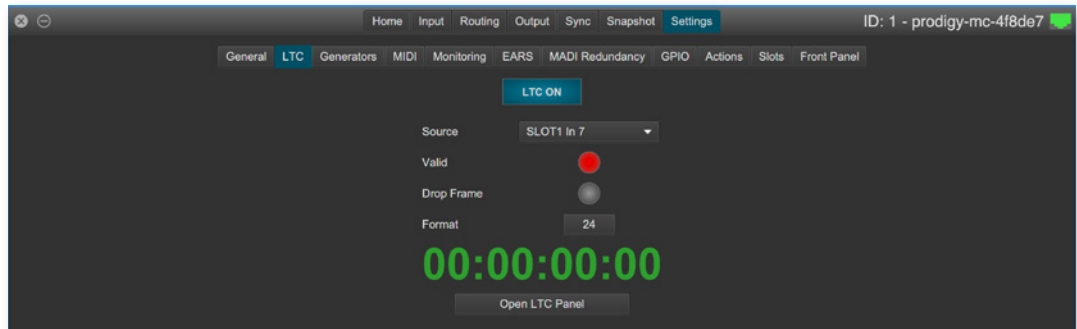 Home Input Routing Output Sync Snapshot Settings ID: 1 - prodigy-mc-4f8de7
General LTC Generators MIDI Monitoring EARS MADI Redundancy GPIO Actions Slots Front Panel
LTC ON
Source SLOT1 In 7
Valid
Drop Frame
Format 24
00:00:00:00
Open LTC Panel